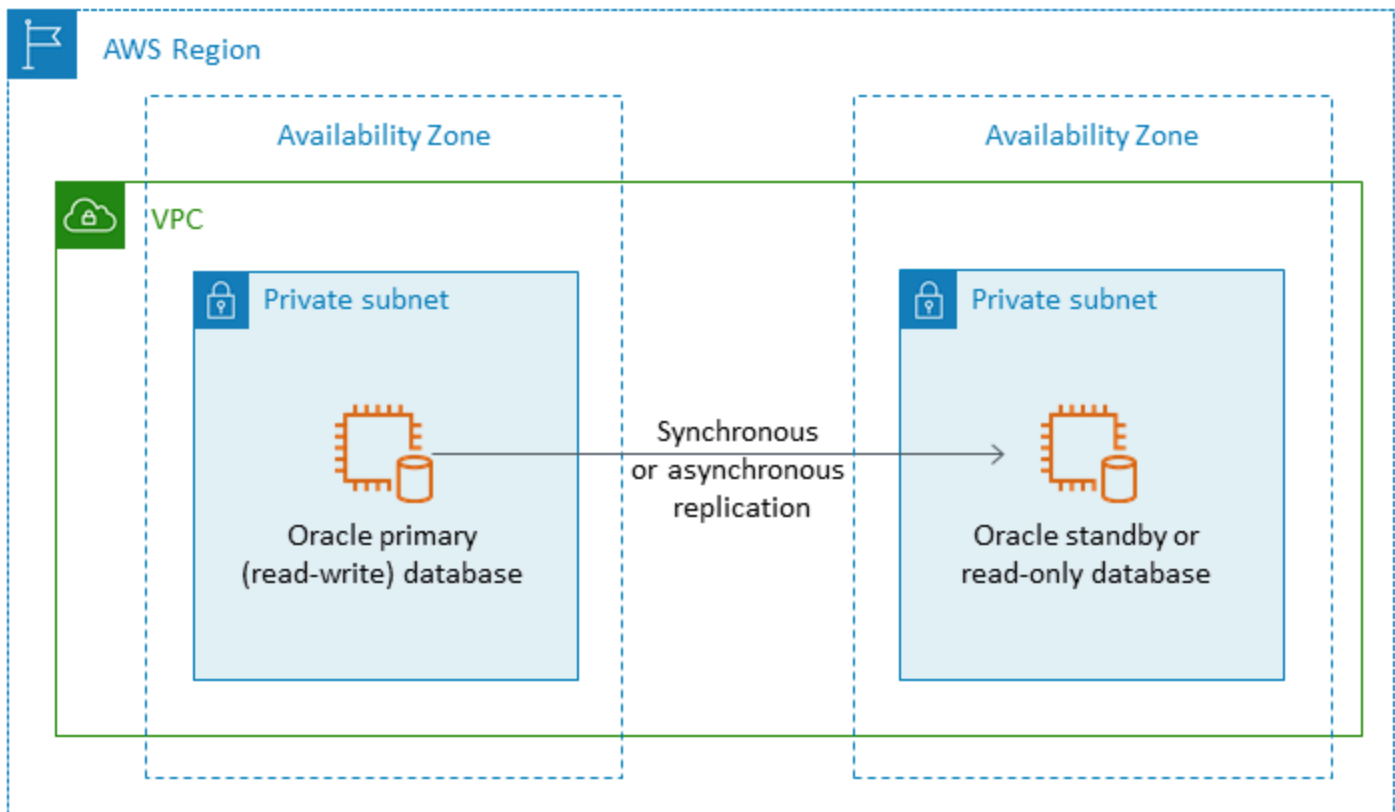 AWS Region
Availability Zone
Availability Zone
VPC
Private subnet
Private subnet
Synchronous
or asynchronous
replication
Oracle primary
(read-write) database
Oracle standby or
read-only database